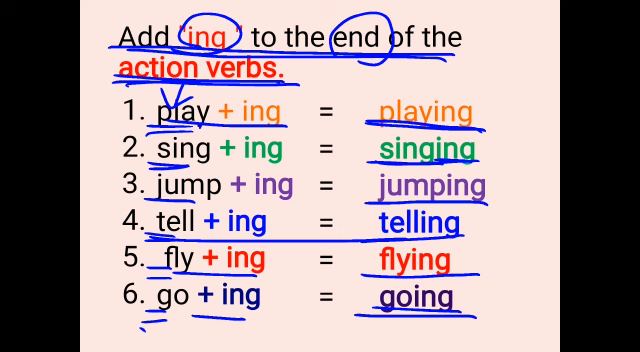 Add "ing" to the end of the
action verbs.
1. play + ing = playing
2. sing + ing = singing
3. jump + ing = jumping
4. tell + ing = telling
5. fly + ing = flying
6. go + ing = going